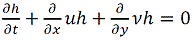 ∂h/∂t + ∂/∂x uh + ∂/∂y vh = 0